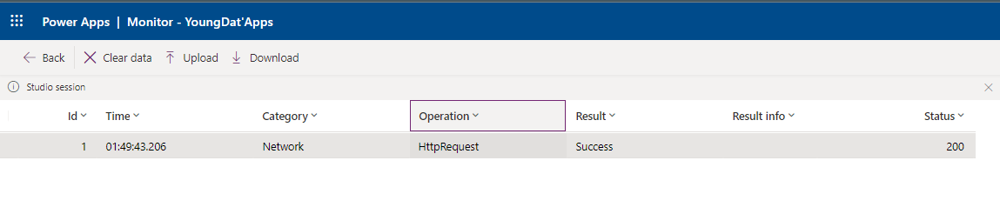 Power Apps | Monitor - YoungDat'Apps
Back Clear data Upload Download
Studio session
Id Time Category Operation Result Result info Status
1 01:49:43.206 Network HttpRequest Success 200